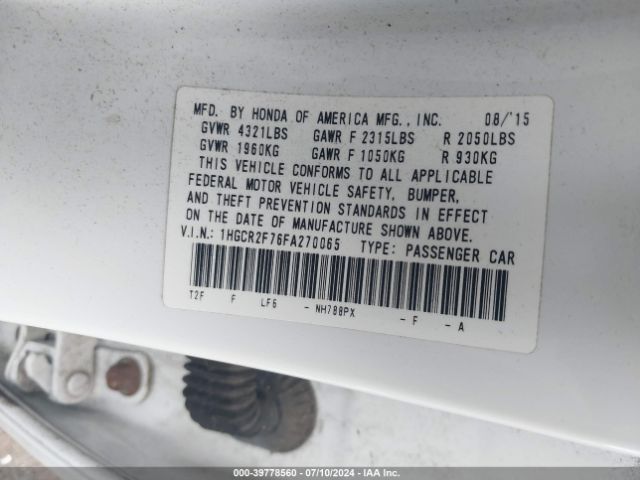 MFD. BY HONDA OF AMERICA MFG., INC. 08/'15
GVWR 4321LBS GAWR F 2315LBS R 2050LBS
GVWR 1960KG GAWR F 1050KG R 930KG
THIS VEHICLE CONFORMS TO ALL APPLICABLE
FEDERAL MOTOR VEHICLE SAFETY, BUMPER,
AND THEFT PREVENTION STANDARDS IN EFFECT
ON THE DATE OF MANUFACTURE SHOWN ABOVE.
V.I.N.: 1HGCR2F76FA270065 TYPE: PASSENGER CAR
T2F F LF6 - NH788PX - F - A
000-39778560 - 07/10/2024 - IAA Inc.